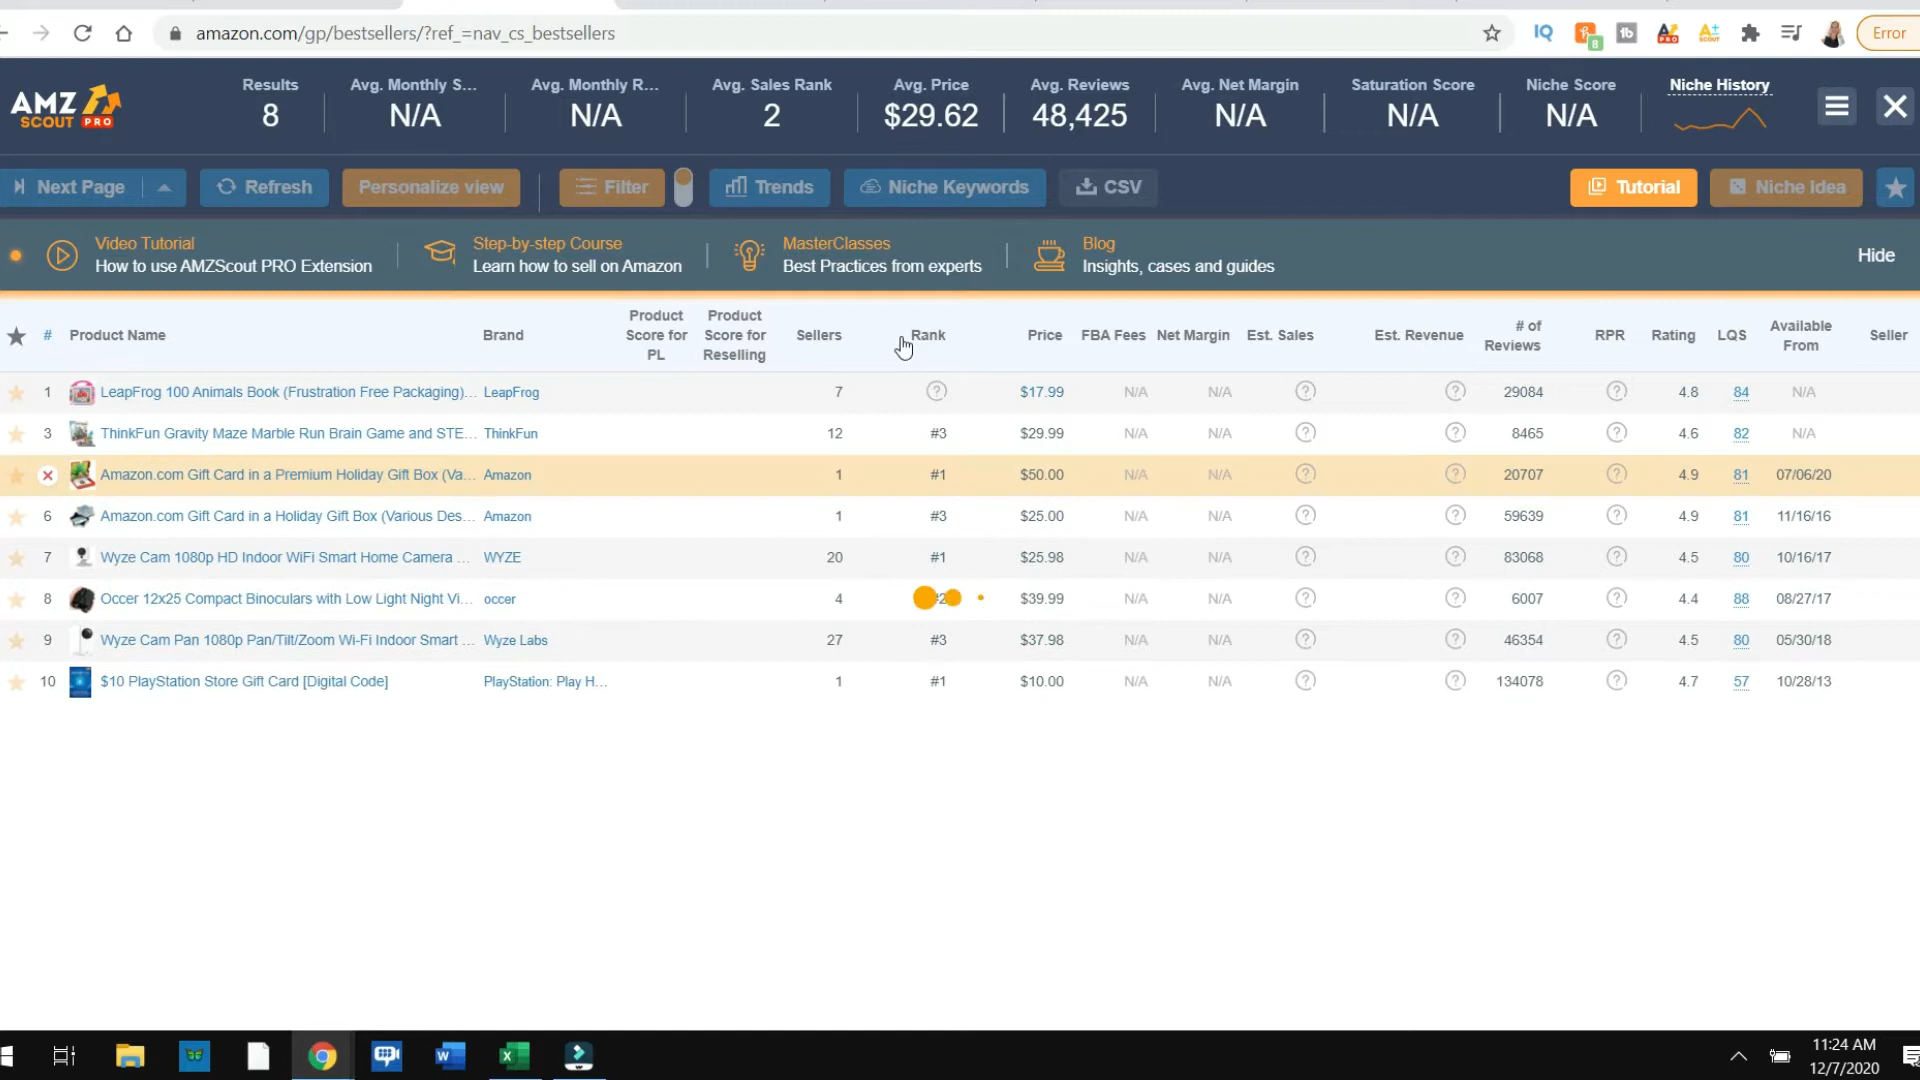 amazon.com/gp/bestsellers/?ref_=nav_cs_bestsellers
8
Error
AMZ
SCOUT PRO
Results
8
Avg. Monthly S...
N/A
Avg. Monthly R...
N/A
Avg. Sales Rank
2
Avg. Price
$29.62
Avg. Reviews
48,425
Avg. Net Margin
N/A
Saturation Score
N/A
Niche Score
N/A
Niche History
Next Page
Refresh
Personalize view
Filter
Trends
Niche Keywords
CSV
Tutorial
Niche Idea
Video Tutorial
How to use AMZScout PRO Extension
Step-by-step Course
Learn how to sell on Amazon
MasterClasses
Best Practices from experts
Blog
Insights, cases and guides
Hide
# Product Name Brand Product Score for PL Product Score for Reselling Sellers Rank Price FBA Fees Net Margin Est. Sales Est. Revenue # of Reviews RPR Rating LQS Available From Seller
1 LeapFrog 100 Animals Book (Frustration Free Packaging)... LeapFrog 7 ? $17.99 N/A N/A ? ? 29084 ? 4.8 84 N/A
3 ThinkFun Gravity Maze Marble Run Brain Game and STE... ThinkFun 12 #3 $29.99 N/A N/A ? ? 8465 ? 4.6 82 N/A
Amazon.com Gift Card in a Premium Holiday Gift Box (Va... Amazon 1 #1 $50.00 N/A N/A ? ? 20707 ? 4.9 81 07/06/20
6 Amazon.com Gift Card in a Holiday Gift Box (Various Des... Amazon 1 #3 $25.00 N/A N/A ? ? 59639 ? 4.9 81 11/16/16
7 Wyze Cam 1080p HD Indoor WiFi Smart Home Camera ... WYZE 20 #1 $25.98 N/A N/A ? ? 83068 ? 4.5 80 10/16/17
8 Occer 12x25 Compact Binoculars with Low Light Night Vi... occer 4 $39.99 N/A N/A ? ? 6007 ? 4.4 88 08/27/17
9 Wyze Cam Pan 1080p Pan/Tilt/Zoom Wi-Fi Indoor Smart ... Wyze Labs 27 #3 $37.98 N/A N/A ? ? 46354 ? 4.5 80 05/30/18
10 $10 PlayStation Store Gift Card [Digital Code] PlayStation: Play H... 1 #1 $10.00 N/A N/A ? ? 134078 ? 4.7 57 10/28/13
11:24 AM
12/7/2020